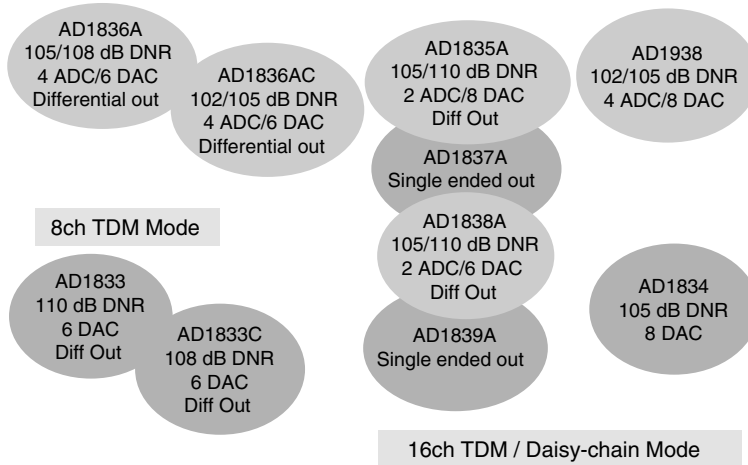 AD1836A
105/108 dB DNR
4 ADC/6 DAC
Differential out
AD1836AC
102/105 dB DNR
4 ADC/6 DAC
Differential out
AD1835A
105/110 dB DNR
2 ADC/8 DAC
Diff Out
AD1938
102/105 dB DNR
4 ADC/8 DAC
AD1837A
Single ended out
8ch TDM Mode
AD1838A
105/110 dB DNR
2 ADC/6 DAC
Diff Out
AD1833
110 dB DNR
6 DAC
Diff Out
AD1833C
108 dB DNR
6 DAC
Diff Out
AD1839A
Single ended out
AD1834
105 dB DNR
8 DAC
16ch TDM / Daisy-chain Mode